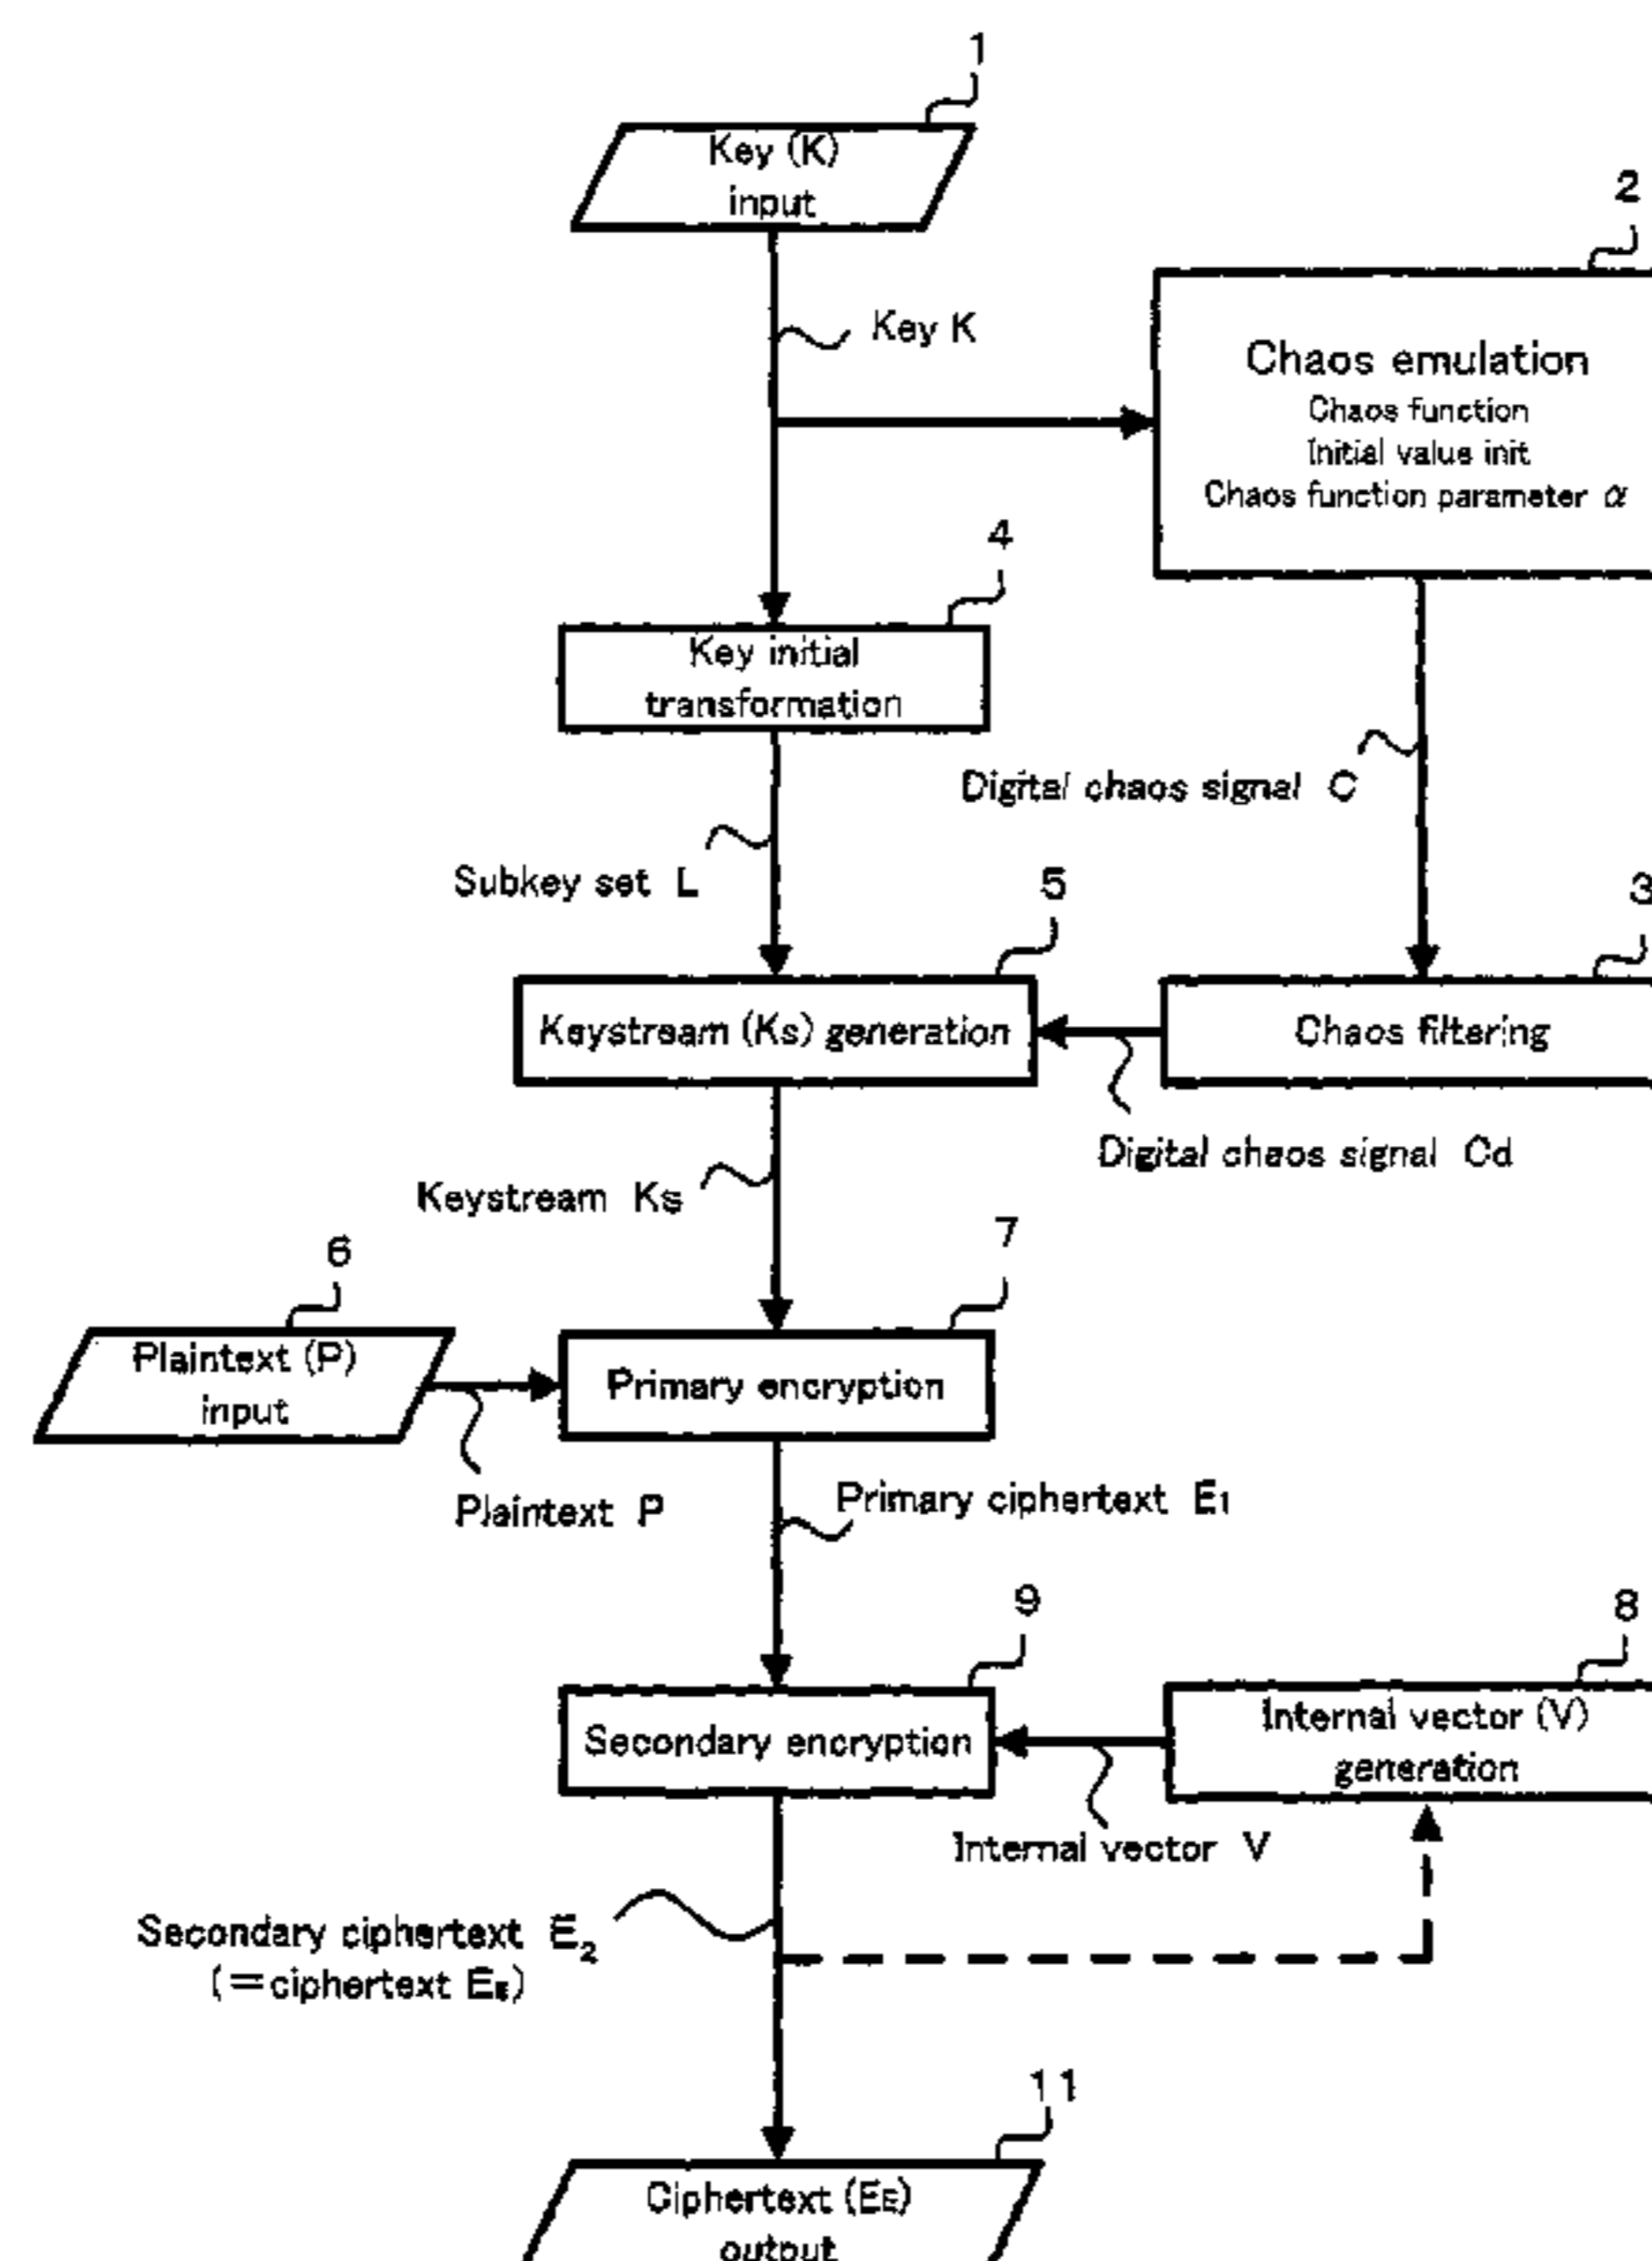 1
Key (K)
input
2
Key K
Chaos emulation
Chaos function
Initial value init
Chaos function parameter α
4
Key initial
transformation
Digital chaos signal C
Subkey set L
5
3
Keystream (Ks) generation
Chaos filtering
Digital chaos signal Cd
Keystream Ks
6
7
Plaintext (P)
input
Primary encryption
Plaintext P
Primary ciphertext E1
9
8
Secondary encryption
Internal vector (V)
generation
Internal vector V
Secondary ciphertext E2
(=ciphertext EE)
11
Ciphertext (EE)
output